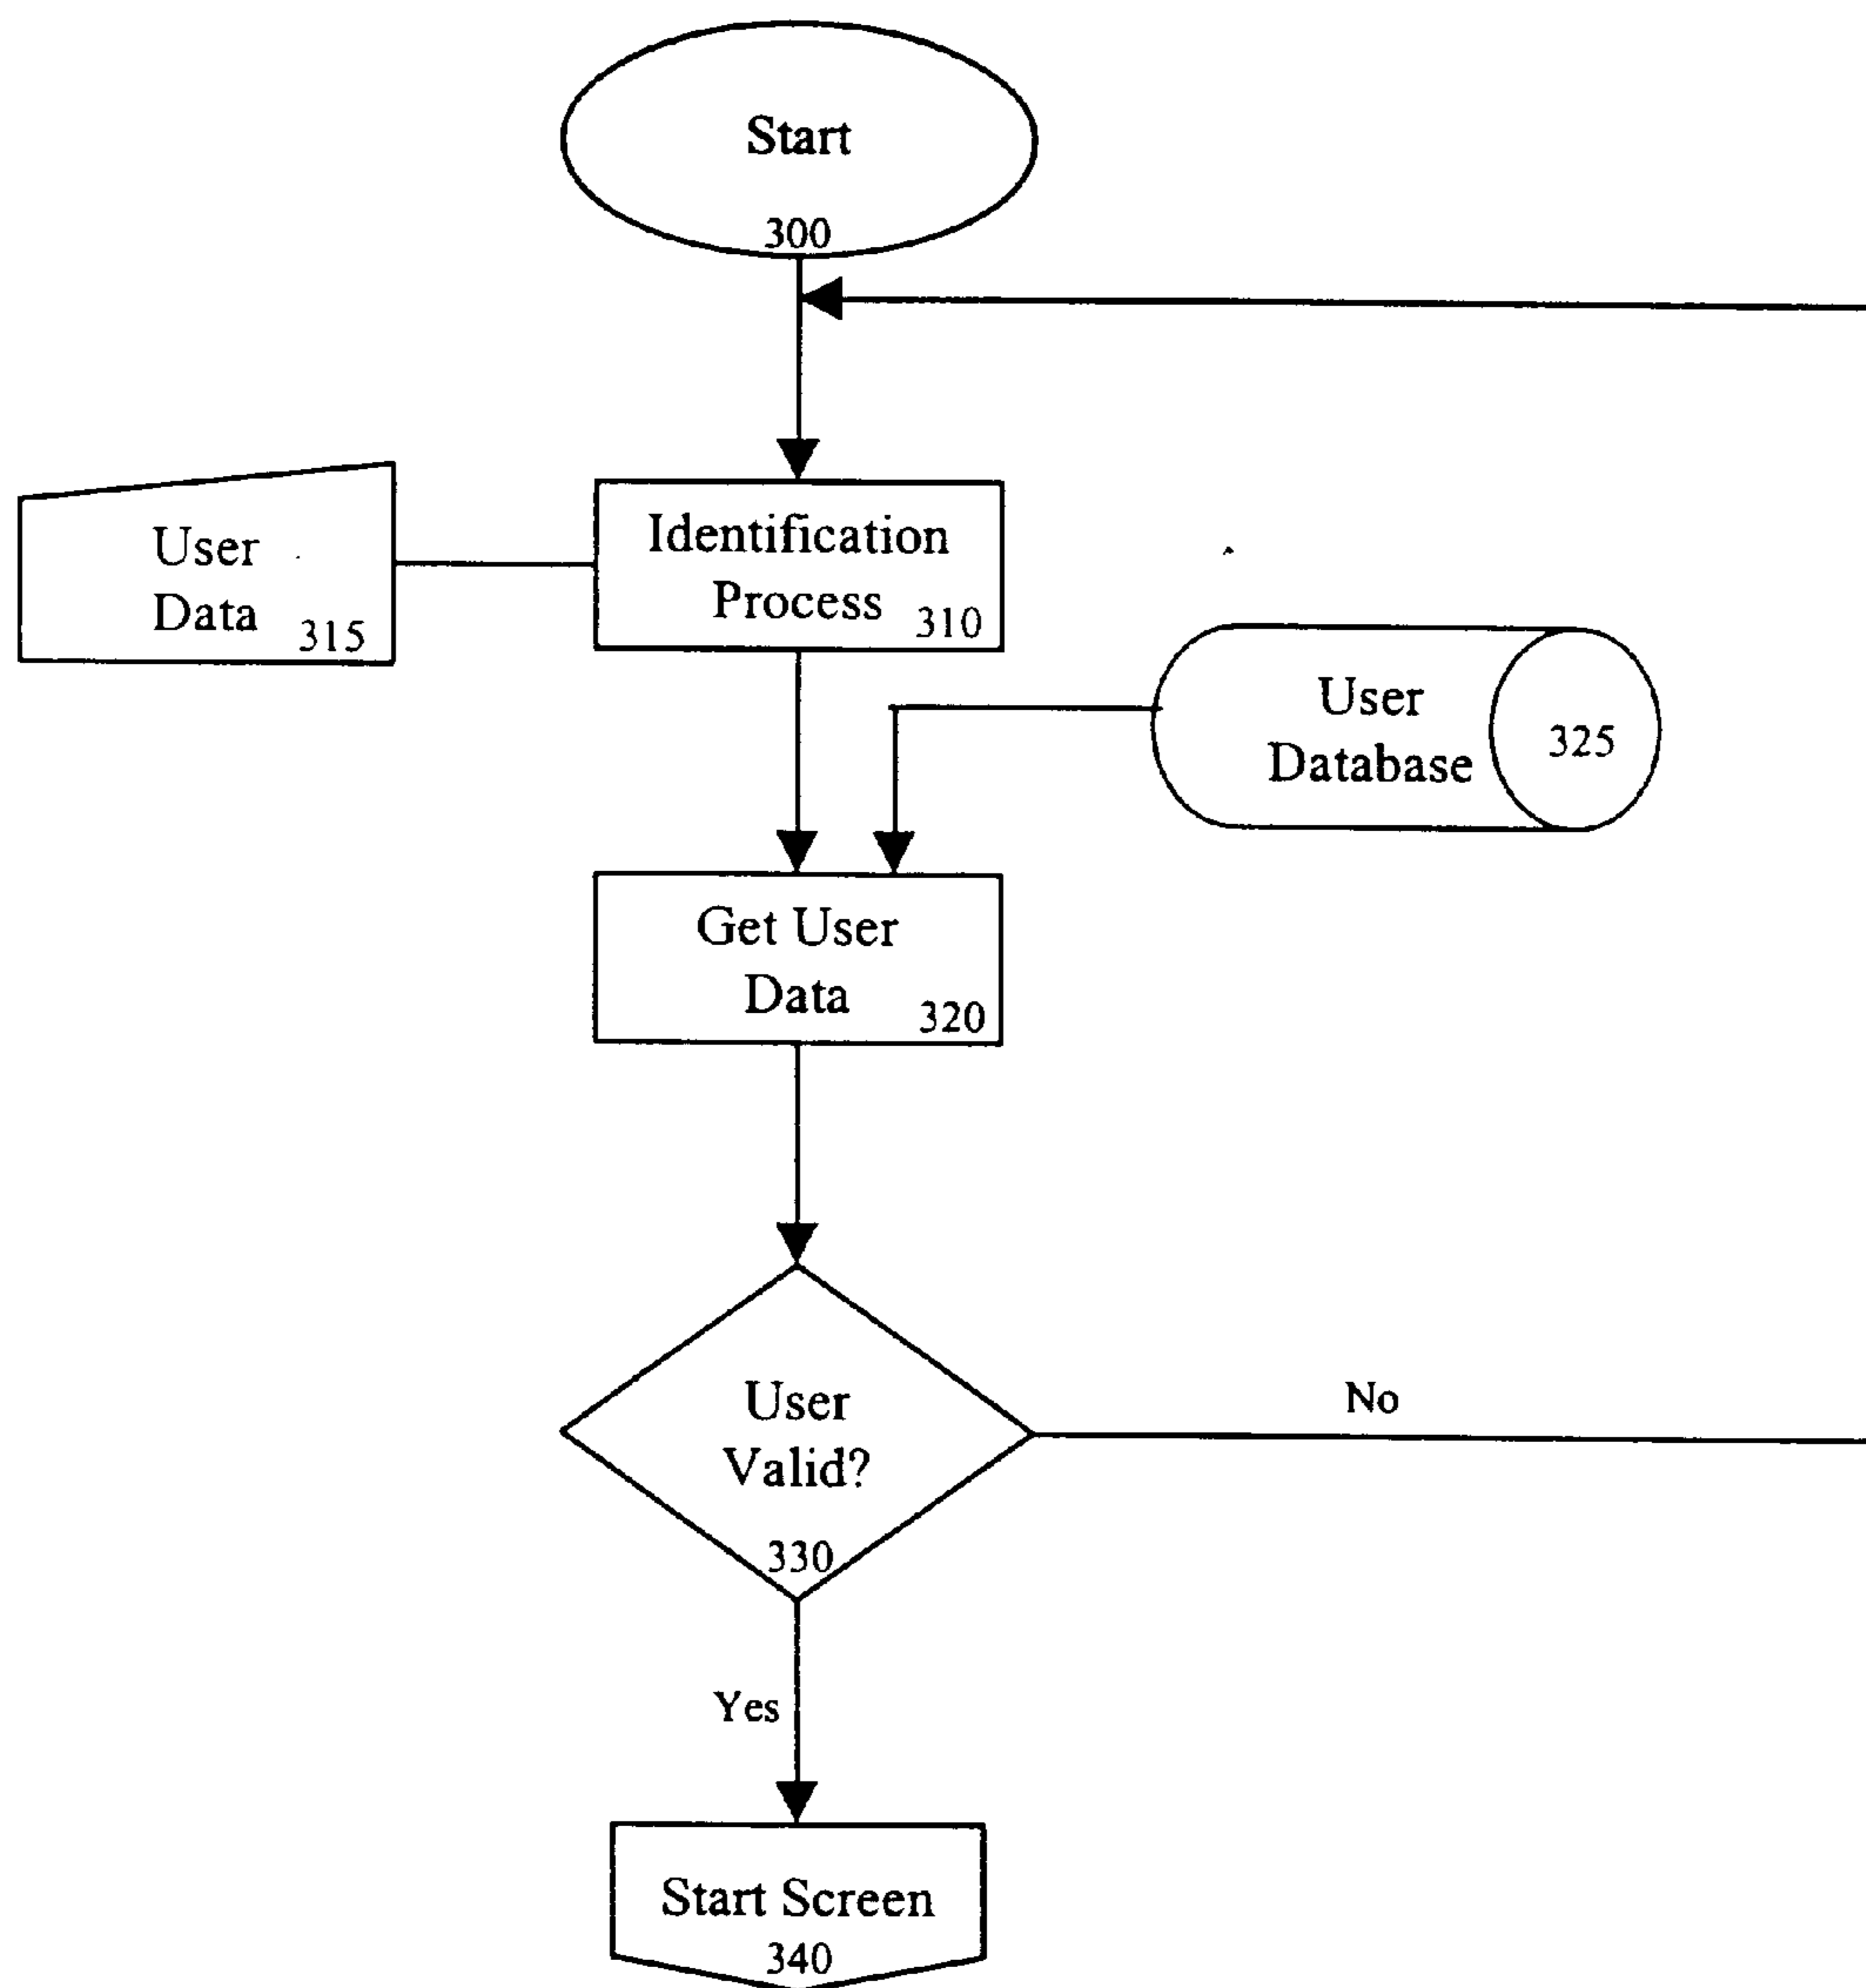 Start
300
User
Data 315
Identification
Process 310
User
Database 325
Get User
Data 320
User
Valid?
330
No
Yes
Start Screen
340